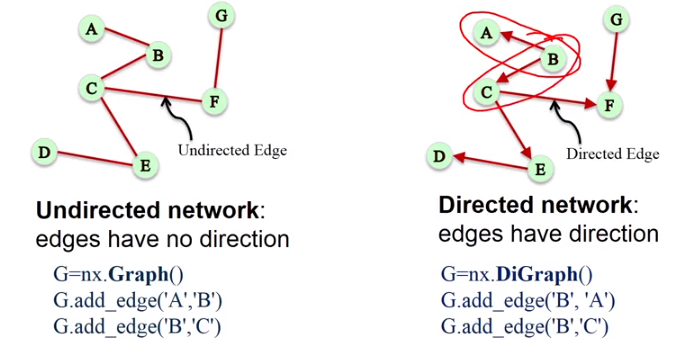 A
B
C
D
E
F
G
Undirected Edge
Undirected network:
edges have no direction
G=nx.Graph()
G.add_edge('A','B')
G.add_edge('B','C')
A
B
C
D
E
F
G
Directed Edge
Directed network:
edges have direction
G=nx.DiGraph()
G.add_edge('B', 'A')
G.add_edge('B','C')